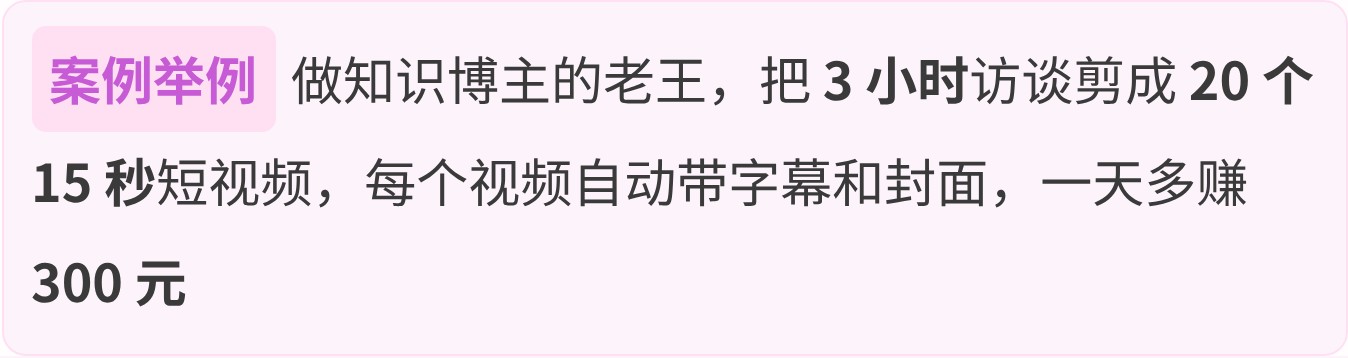 案例举例 做知识博主的老王，把 3 小时访谈剪成 20 个
15 秒短视频，每个视频自动带字幕和封面，一天多赚
300 元